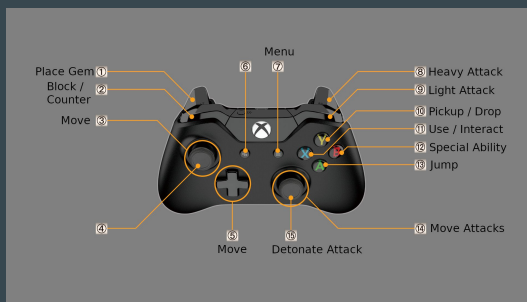 Menu
Place Gem ①
⑥
⑦
⑧ Heavy Attack
Block /
Counter ②
⑨ Light Attack
⑩ Pickup / Drop
Move ③
⑪ Use / Interact
Y
X
B
⑫ Special Ability
A
⑬ Jump
④
⑤
⑮
⑭ Move Attacks
Move
Detonate Attack